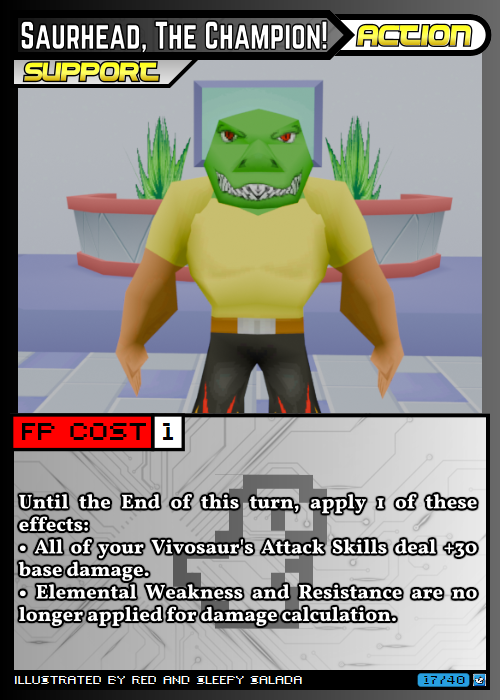 Saurhead, The Champion!
ACTION
SUPPORT
FP COST 1
Until the End of this turn, apply 1 of these
effects:
• All of your Vivosaur's Attack Skills deal +30
base damage.
• Elemental Weakness and Resistance are no
longer applied for damage calculation.
ILLUSTRATED BY RED AND SLEEPY SALADA
17/40